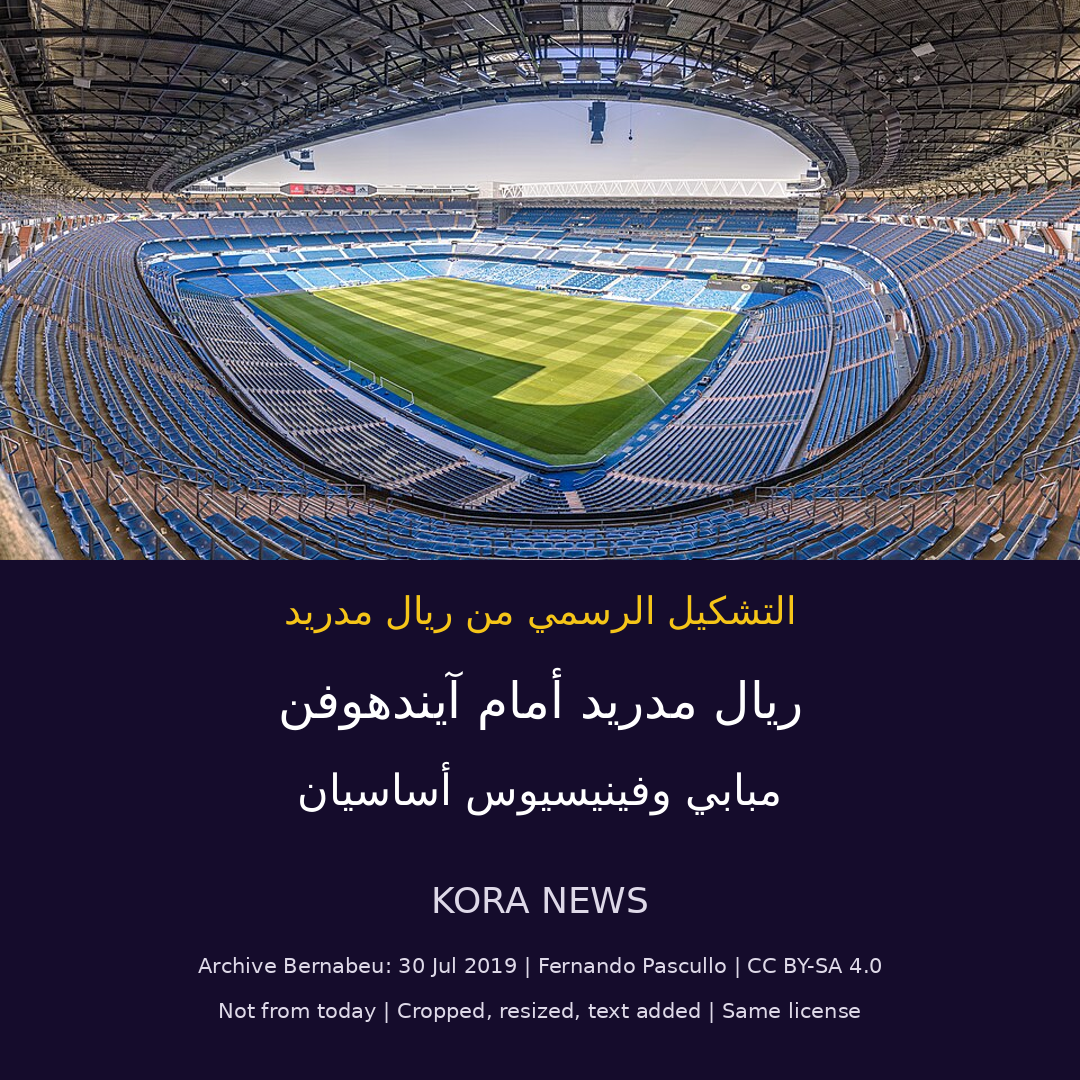 التشكيل الرسمي من ريال مدريد
ريال مدريد أمام آيندهوفن
مبابي وفينيسيوس أساسيان
KORA NEWS
Archive Bernabeu: 30 Jul 2019 | Fernando Pascullo | CC BY-SA 4.0
Not from today | Cropped, resized, text added | Same license